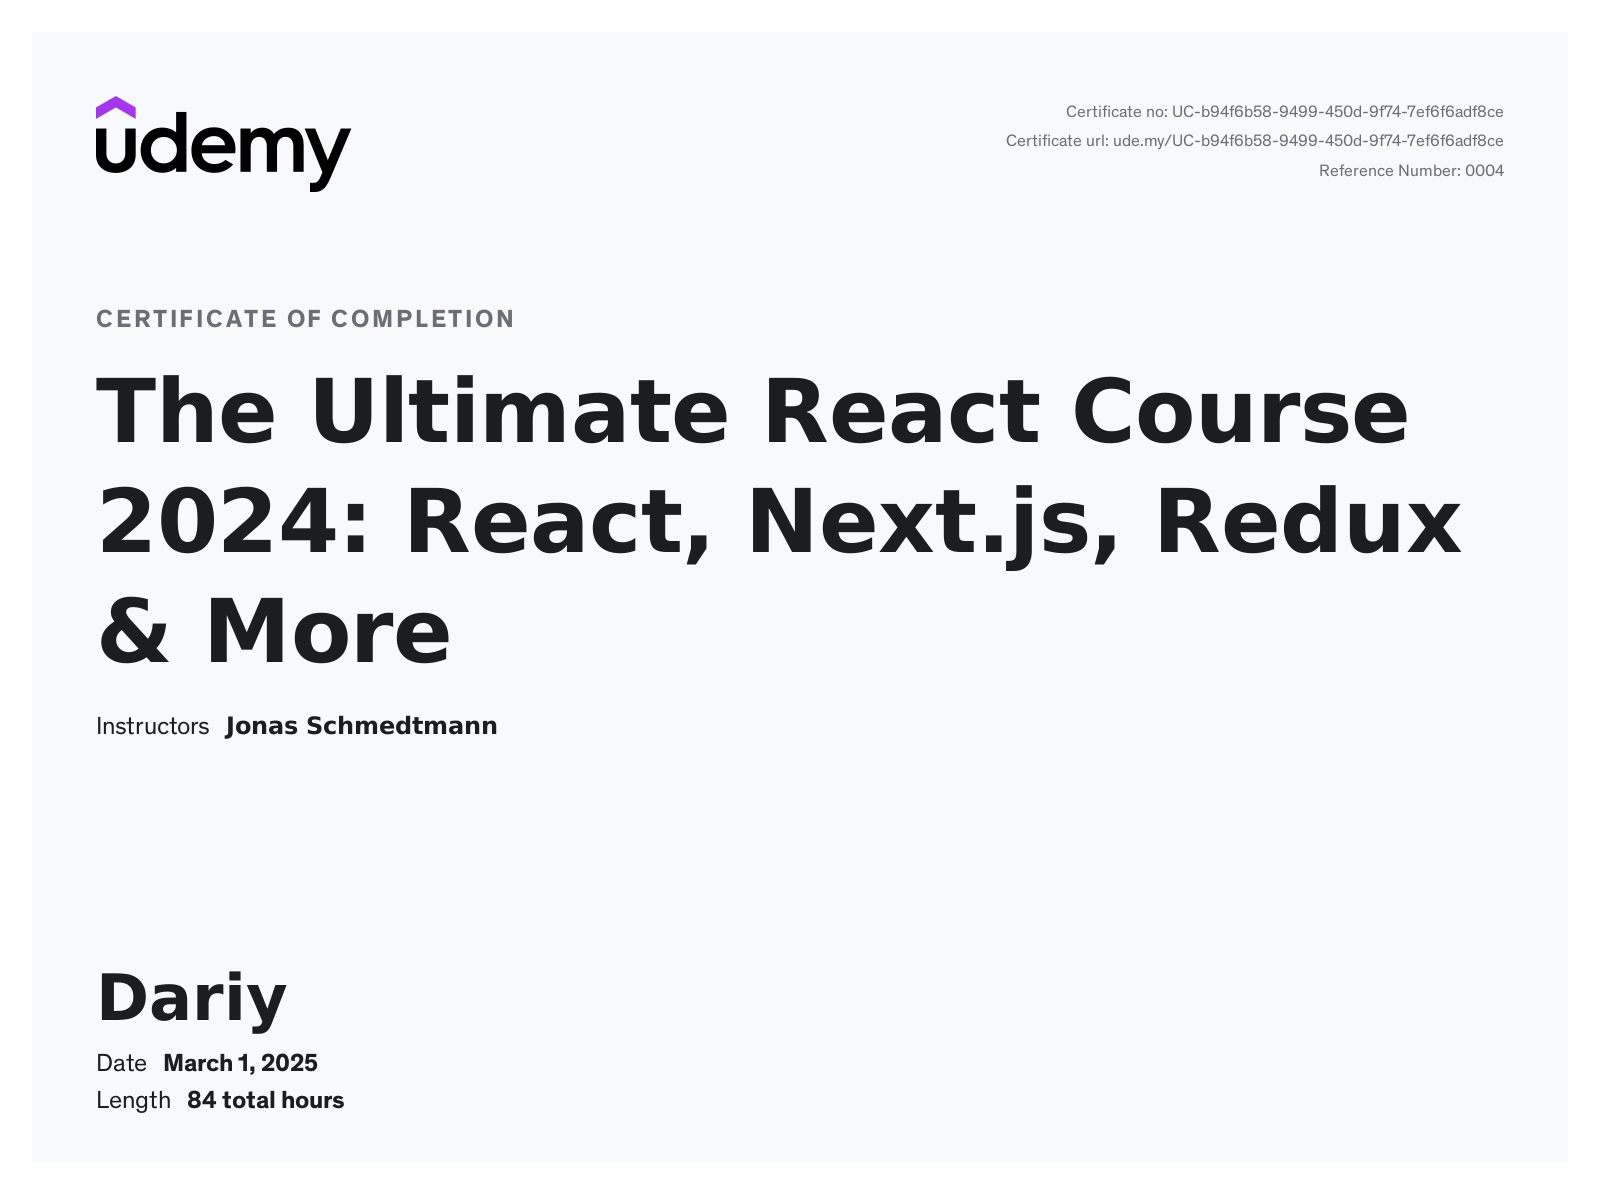 udemy
Certificate no: UC-b94f6b58-9499-450d-9f74-7ef6f6adf8ce
Certificate url: ude.my/UC-b94f6b58-9499-450d-9f74-7ef6f6adf8ce
Reference Number: 0004
CERTIFICATE OF COMPLETION
The Ultimate React Course
2024: React, Next.js, Redux
& More
Instructors Jonas Schmedtmann
Dariy
Date March 1, 2025
Length 84 total hours